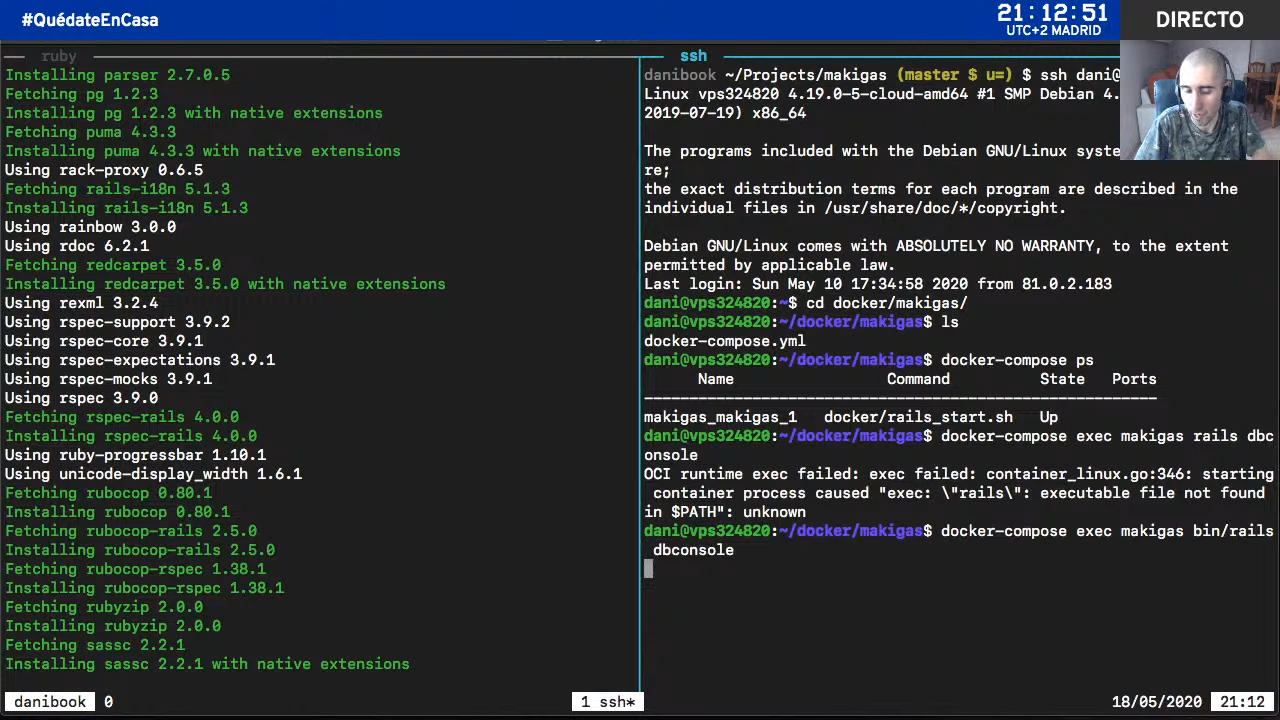 #QuédateEnCasa
21:12:51
UTC+2 MADRID
DIRECTO
ruby
Installing parser 2.7.0.5
Fetching pg 1.2.3
Installing pg 1.2.3 with native extensions
Fetching puma 4.3.3
Installing puma 4.3.3 with native extensions
Using rack-proxy 0.6.5
Fetching rails-i18n 5.1.3
Installing rails-i18n 5.1.3
Using rainbow 3.0.0
Using rdoc 6.2.1
Fetching redcarpet 3.5.0
Installing redcarpet 3.5.0 with native extensions
Using rexml 3.2.4
Using rspec-support 3.9.2
Using rspec-core 3.9.1
Using rspec-expectations 3.9.1
Using rspec-mocks 3.9.1
Using rspec 3.9.0
Fetching rspec-rails 4.0.0
Installing rspec-rails 4.0.0
Using ruby-progressbar 1.10.1
Using unicode-display_width 1.6.1
Fetching rubocop 0.80.1
Installing rubocop 0.80.1
Fetching rubocop-rails 2.5.0
Installing rubocop-rails 2.5.0
Fetching rubocop-rspec 1.38.1
Installing rubocop-rspec 1.38.1
Fetching rubyzip 2.0.0
Installing rubyzip 2.0.0
Fetching sassc 2.2.1
Installing sassc 2.2.1 with native extensions
ssh
danibook ~/Projects/makigas (master $ u=) $ ssh dani@
Linux vps324820 4.19.0-5-cloud-amd64 #1 SMP Debian 4.
2019-07-19) x86_64
The programs included with the Debian GNU/Linux syste
re;
the exact distribution terms for each program are described in the
individual files in /usr/share/doc/*/copyright.
Debian GNU/Linux comes with ABSOLUTELY NO WARRANTY, to the extent
permitted by applicable law.
Last login: Sun May 10 17:34:58 2020 from 81.0.2.183
dani@vps324820:~$ cd docker/makigas/
dani@vps324820:~/docker/makigas$ ls
docker-compose.yml
dani@vps324820:~/docker/makigas$ docker-compose ps
Name Command State Ports
-----------------------------------------------------------
makigas_makigas_1 docker/rails_start.sh Up
dani@vps324820:~/docker/makigas$ docker-compose exec makigas rails dbc
onsole
OCI runtime exec failed: exec failed: container_linux.go:346: starting
container process caused "exec: \"rails\": executable file not found
in $PATH": unknown
dani@vps324820:~/docker/makigas$ docker-compose exec makigas bin/rails
dbconsole
danibook 0
1 ssh*
18/05/2020 21:12